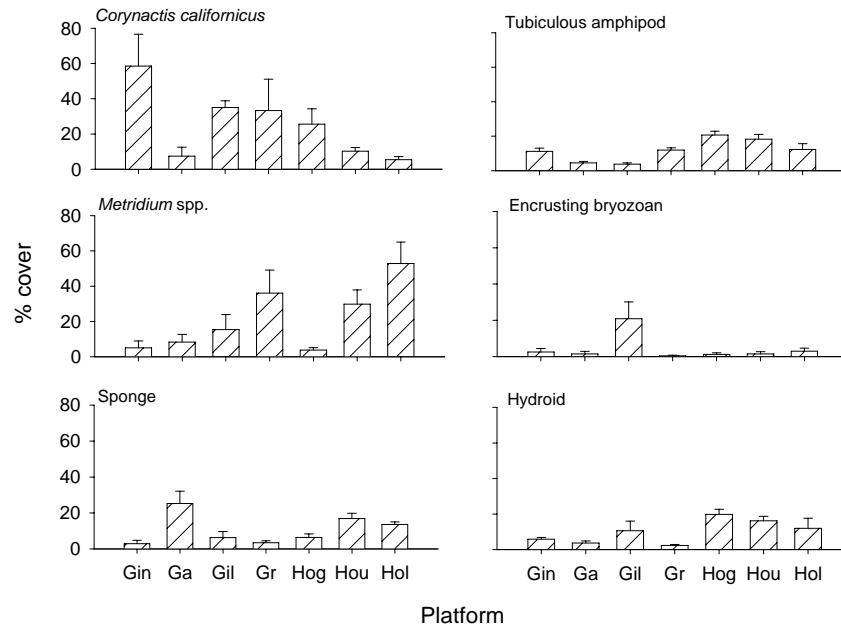 Corynactis californicus
80
60
40
20
0
Tubiculous amphipod
% cover
Metridium spp.
80
60
40
20
0
Encrusting bryozoan
Sponge
80
60
40
20
0
Gin Ga Gil Gr Hog Hou Hol
Hydroid
Gin Ga Gil Gr Hog Hou Hol
Platform